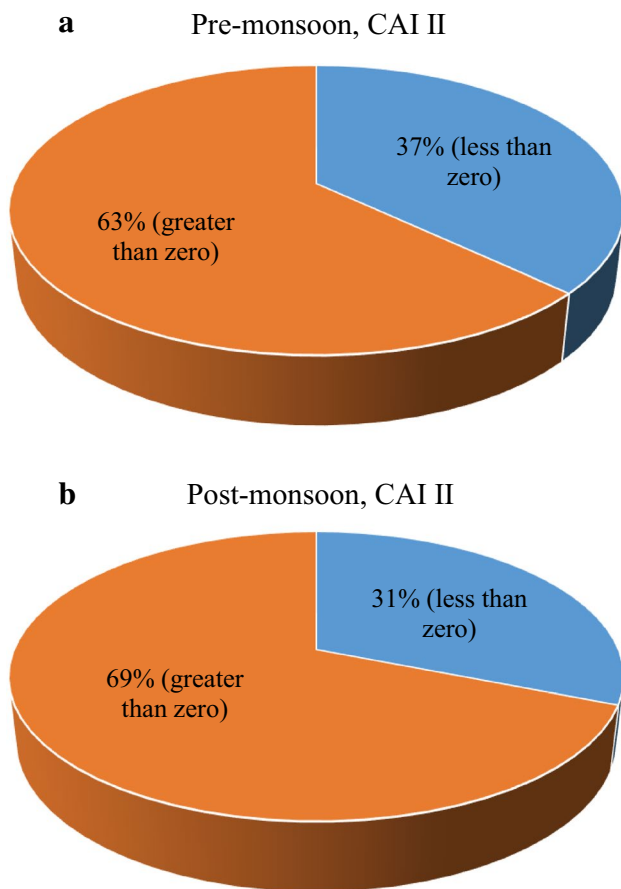 a Pre-monsoon, CAI II
37% (less than
zero)
63% (greater
than zero)
b Post-monsoon, CAI II
31% (less than
zero)
69% (greater
than zero)